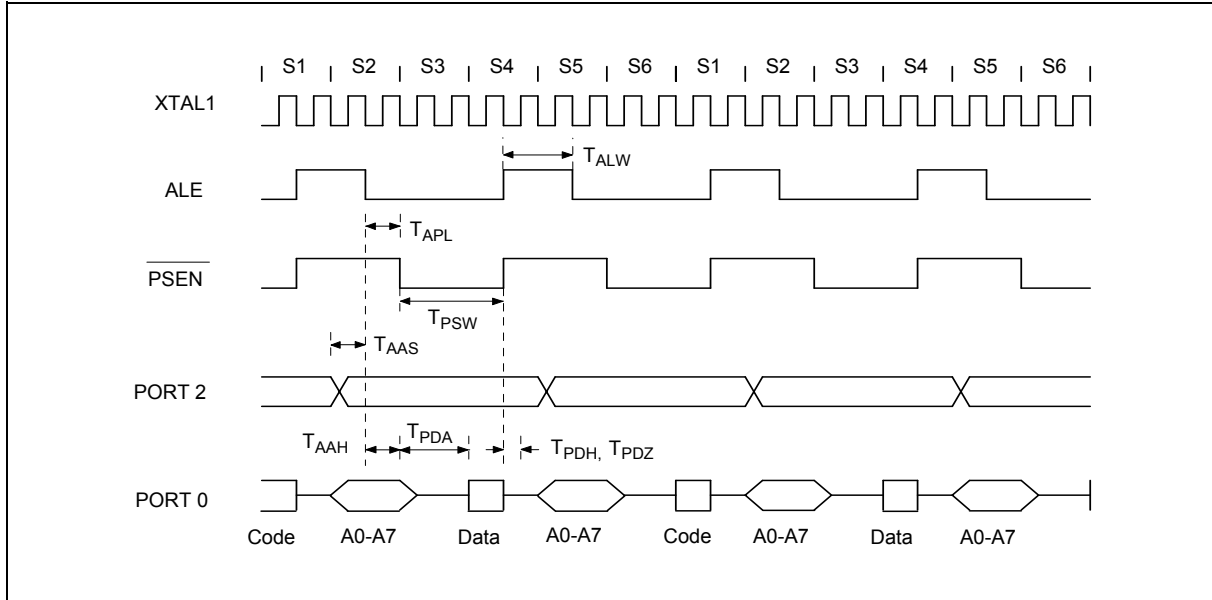 S1 S2 S3 S4 S5 S6 S1 S2 S3 S4 S5 S6
XTAL1
TALW
ALE
TAPL
PSEN
TPSW
TAAS
PORT 2
TAAH TPDA TPDH, TPDZ
PORT 0
Code A0-A7 Data A0-A7 Code A0-A7 Data A0-A7